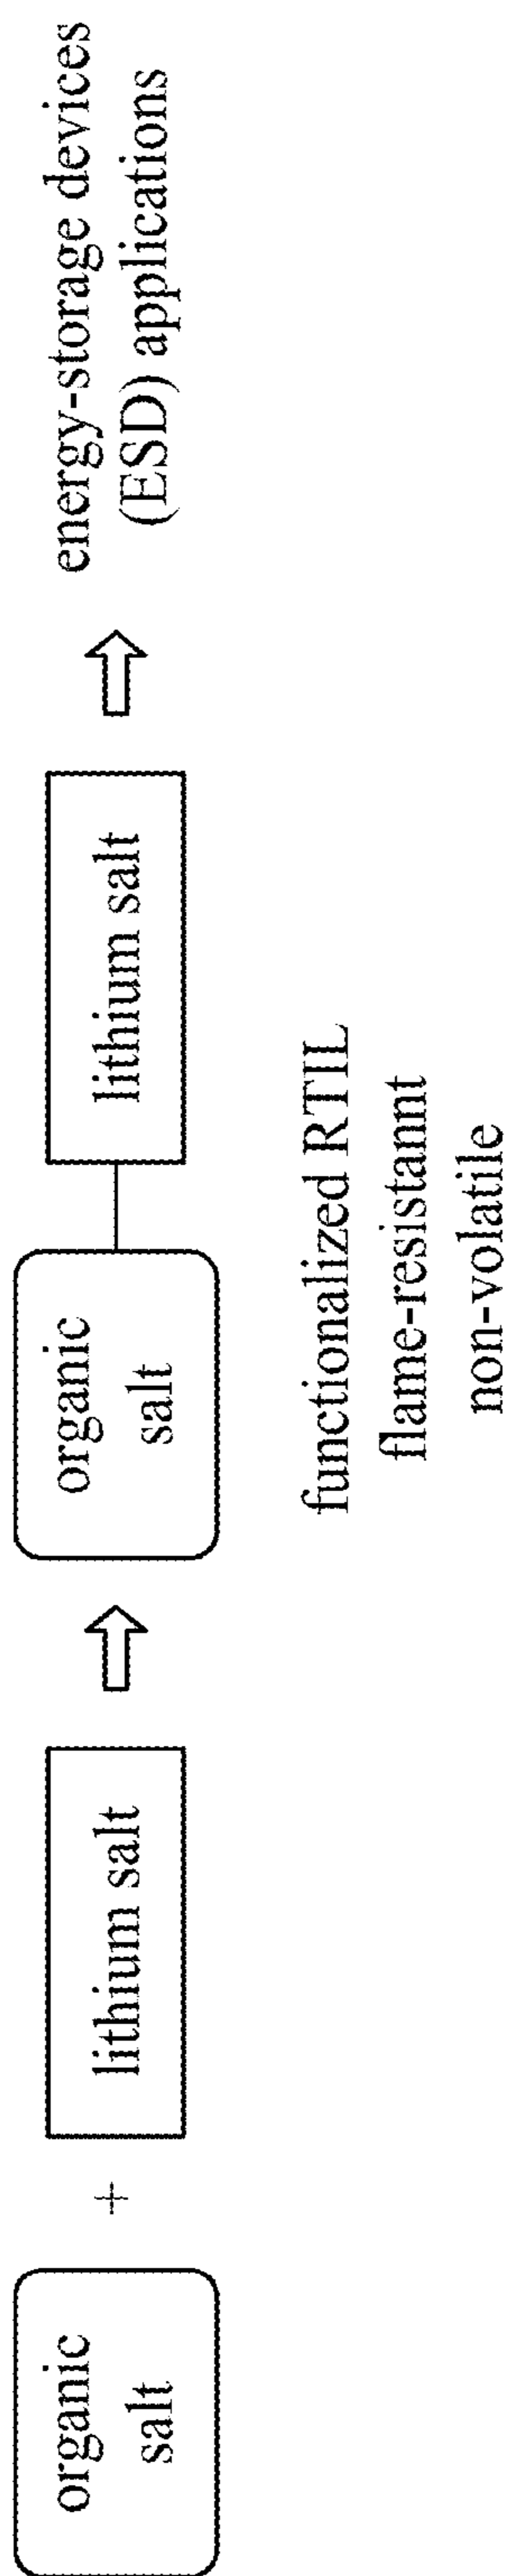 organic
salt
+
lithium salt
organic
salt
lithium salt
functionalized RTIL
flame-resistannt
non-volatile
energy-storage devices
(ESD) applications